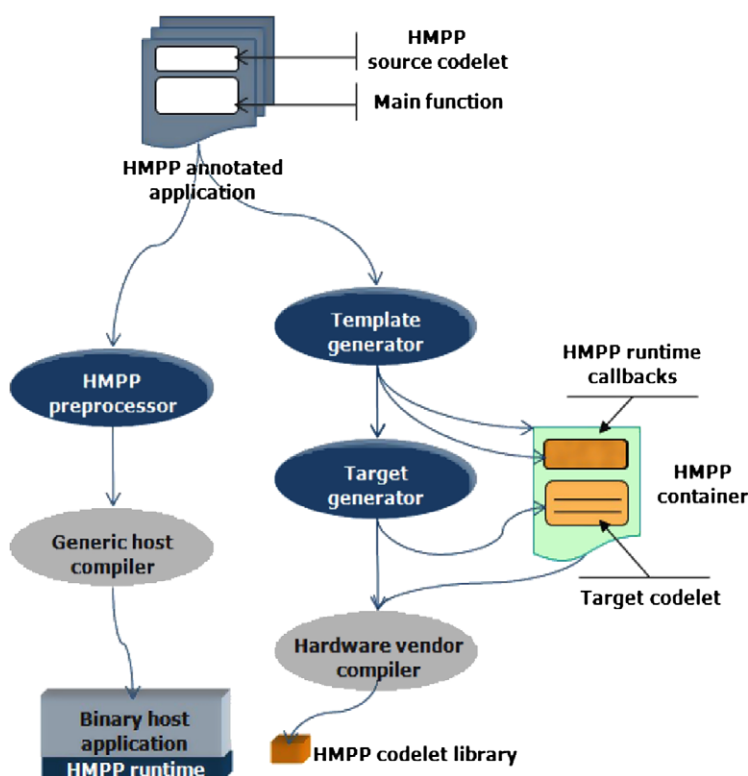 HMPP
source codelet
Main function
HMPP annotated
application
Template
generator
HMPP runtime
callbacks
HMPP
preprocessor
HMPP
container
Target
generator
Generic host
compiler
Target codelet
Hardware vendor
compiler
Binary host
application
HMPP runtime
HMPP codelet library